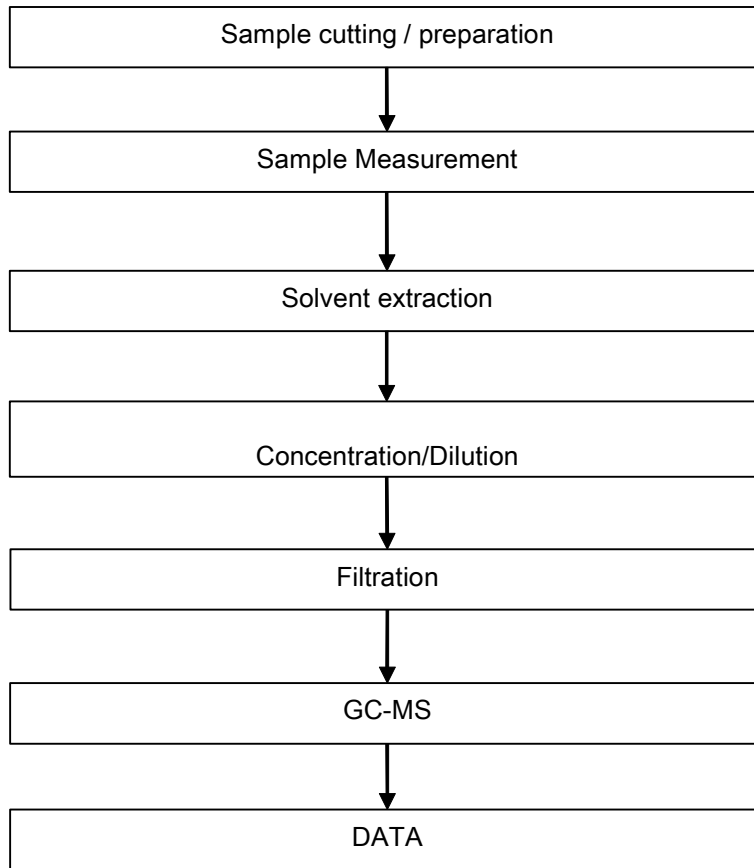 Sample cutting / preparation
Sample Measurement
Solvent extraction
Concentration/Dilution
Filtration
GC-MS
DATA